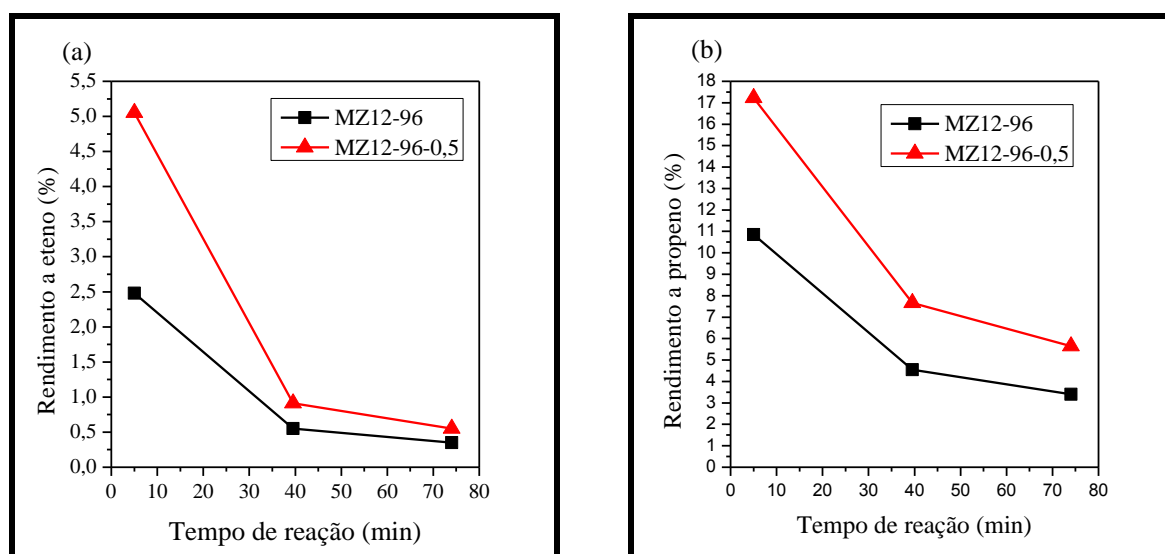 (a)
5,5
5,0
4,5
4,0
3,5
3,0
2,5
2,0
1,5
1,0
0,5
0,0
Rendimento a eteno (%)
MZ12-96
MZ12-96-0,5
0 10 20 30 40 50 60 70 80
Tempo de reação (min)
(b)
18
17
16
15
14
13
12
11
10
9
8
7
6
5
4
3
2
1
0
Rendimento a propeno (%)
MZ12-96
MZ12-96-0,5
0 10 20 30 40 50 60 70 80
Tempo de reação (min)